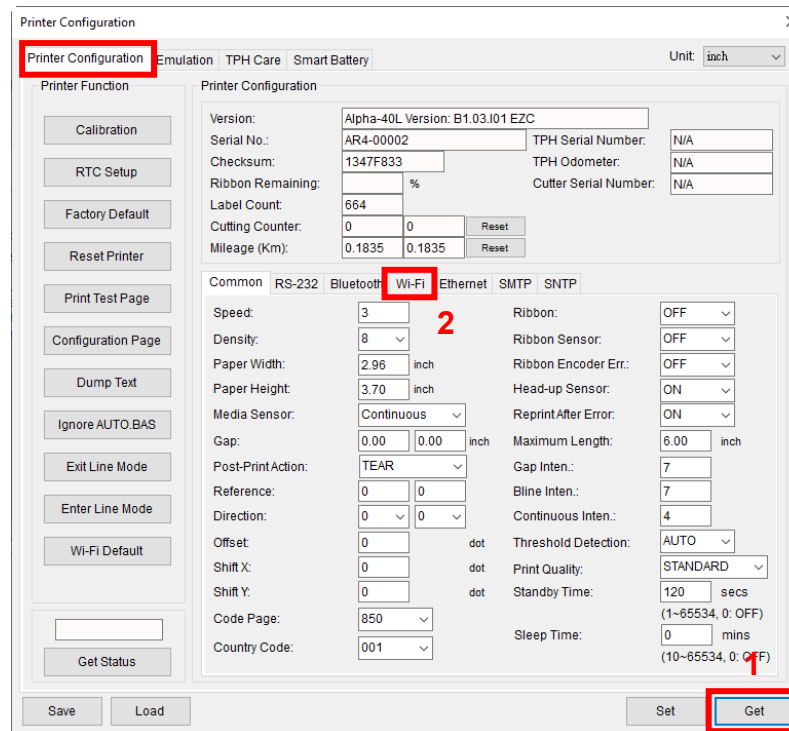 Printer Configuration
Printer Configuration Emulation TPH Care Smart Battery Unit: inch
Printer Function
Calibration
RTC Setup
Factory Default
Reset Printer
Print Test Page
Configuration Page
Dump Text
Ignore AUTO.BAS
Exit Line Mode
Enter Line Mode
Wi-Fi Default
Get Status
Printer Configuration
Version: Alpha-40L Version: B1.03.I01 EZC
Serial No.: AR4-00002 TPH Serial Number: N/A
Checksum: 1347F833 TPH Odometer: N/A
Ribbon Remaining: % Cutter Serial Number: N/A
Label Count: 664
Cutting Counter: 0 0 Reset
Mileage (Km): 0.1835 0.1835 Reset
Common RS-232 Bluetooth Wi-Fi Ethernet SMTP SNTP
2
Speed: 3 Ribbon: OFF
Density: 8 Ribbon Sensor: OFF
Paper Width: 2.96 inch Ribbon Encoder Err.: OFF
Paper Height: 3.70 inch Head-up Sensor: ON
Media Sensor: Continuous Reprint After Error: ON
Gap: 0.00 0.00 inch Maximum Length: 6.00 inch
Post-Print Action: TEAR Gap Inten.: 7
Reference: 0 0 Bline Inten.: 7
Direction: 0 0 Continuous Inten.: 4
Offset: 0 dot Threshold Detection: AUTO
Shift X: 0 dot Print Quality: STANDARD
Shift Y: 0 dot Standby Time: 120 secs
(1~65534, 0: OFF)
Code Page: 850
Sleep Time: 0 mins
Country Code: 001
(10~65534, 0: OFF)
1
Save Load Set Get